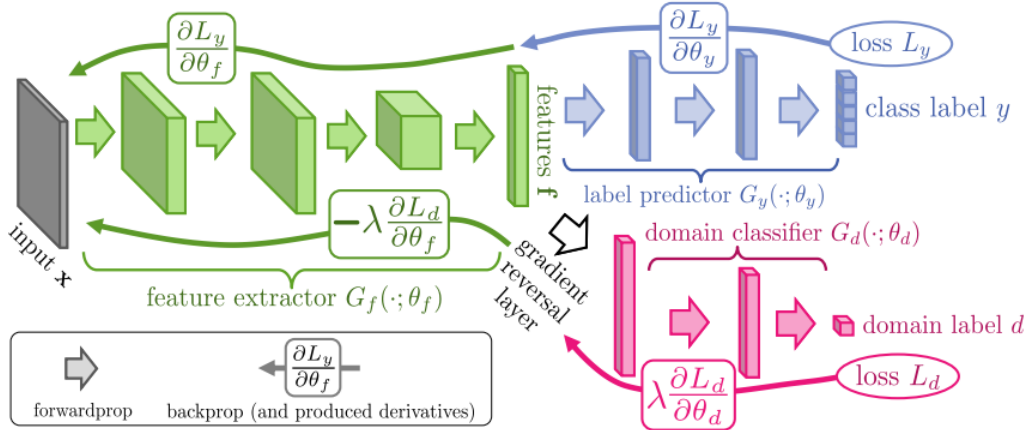 ∂L_y/∂θ_f
∂L_y/∂θ_y
loss L_y
features f
class label y
label predictor G_y(·;θ_y)
input x
−λ ∂L_d/∂θ_f
feature extractor G_f(·;θ_f)
gradient
reversal
layer
domain classifier G_d(·;θ_d)
domain label d
λ ∂L_d/∂θ_d
loss L_d
∂L_y/∂θ_f
forwardprop
backprop (and produced derivatives)